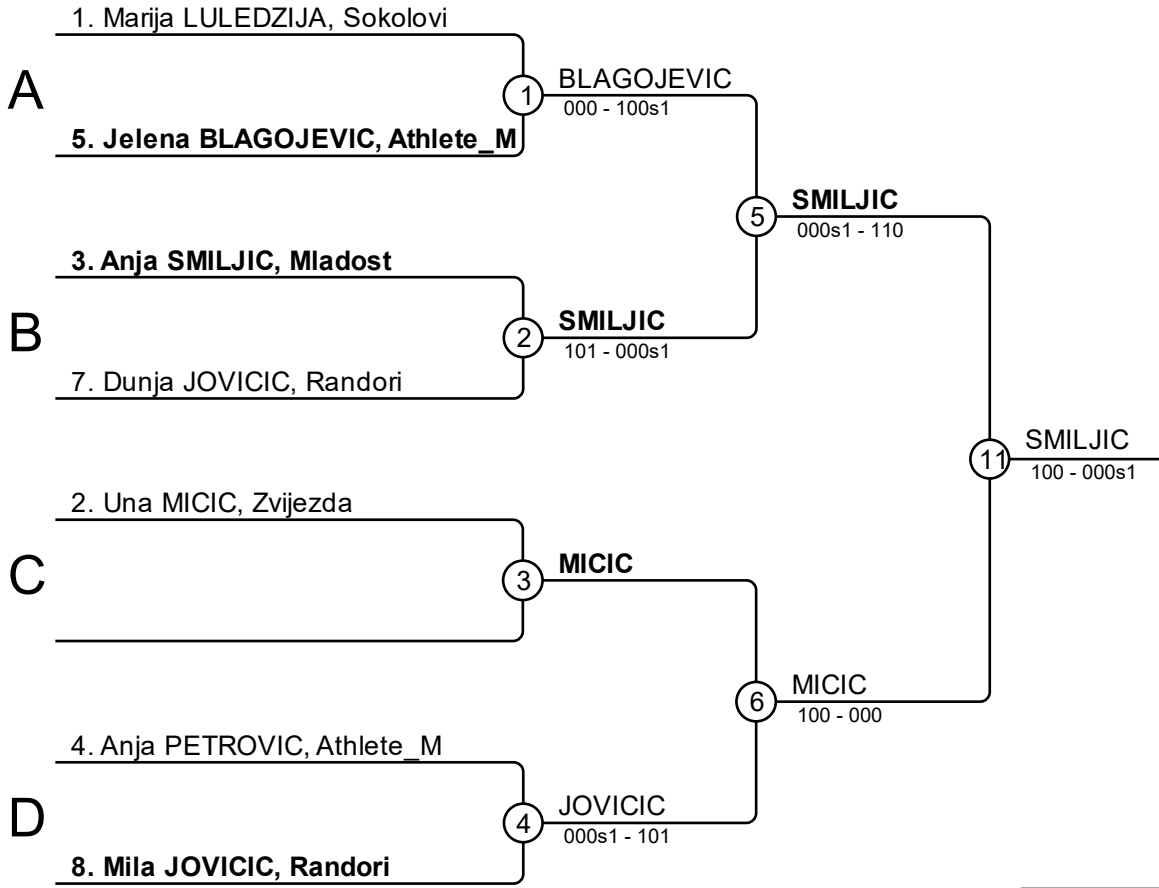 1. Marija LULEDZIJA, Sokolovi
A
1
BLAGOJEVIC
000 - 100s1
5. Jelena BLAGOJEVIC, Athlete_M
5
SMILJIC
000s1 - 110
3. Anja SMILJIC, Mladost
B
2
SMILJIC
101 - 000s1
7. Dunja JOVICIC, Randori
11
SMILJIC
100 - 000s1
2. Una MICIC, Zvijezda
C
3
MICIC
6
MICIC
100 - 000
4. Anja PETROVIC, Athlete_M
D
4
JOVICIC
000s1 - 101
8. Mila JOVICIC, Randori